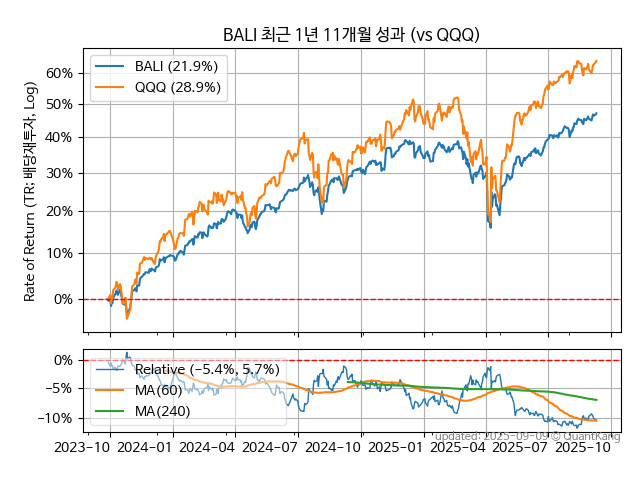 BALI 최근 1년 11개월 성과 (vs QQQ)
Rate of Return (TR: 배당재투자, Log)
BALI (21.9%)
QQQ (28.9%)
60%
50%
40%
30%
20%
10%
0%
0%
−5%
−10%
Relative (−5.4%, 5.7%)
MA(60)
MA(240)
updated: 2025-09-09 © QuantKang
2023-10 2024-01 2024-04 2024-07 2024-10 2025-01 2025-04 2025-07 2025-10